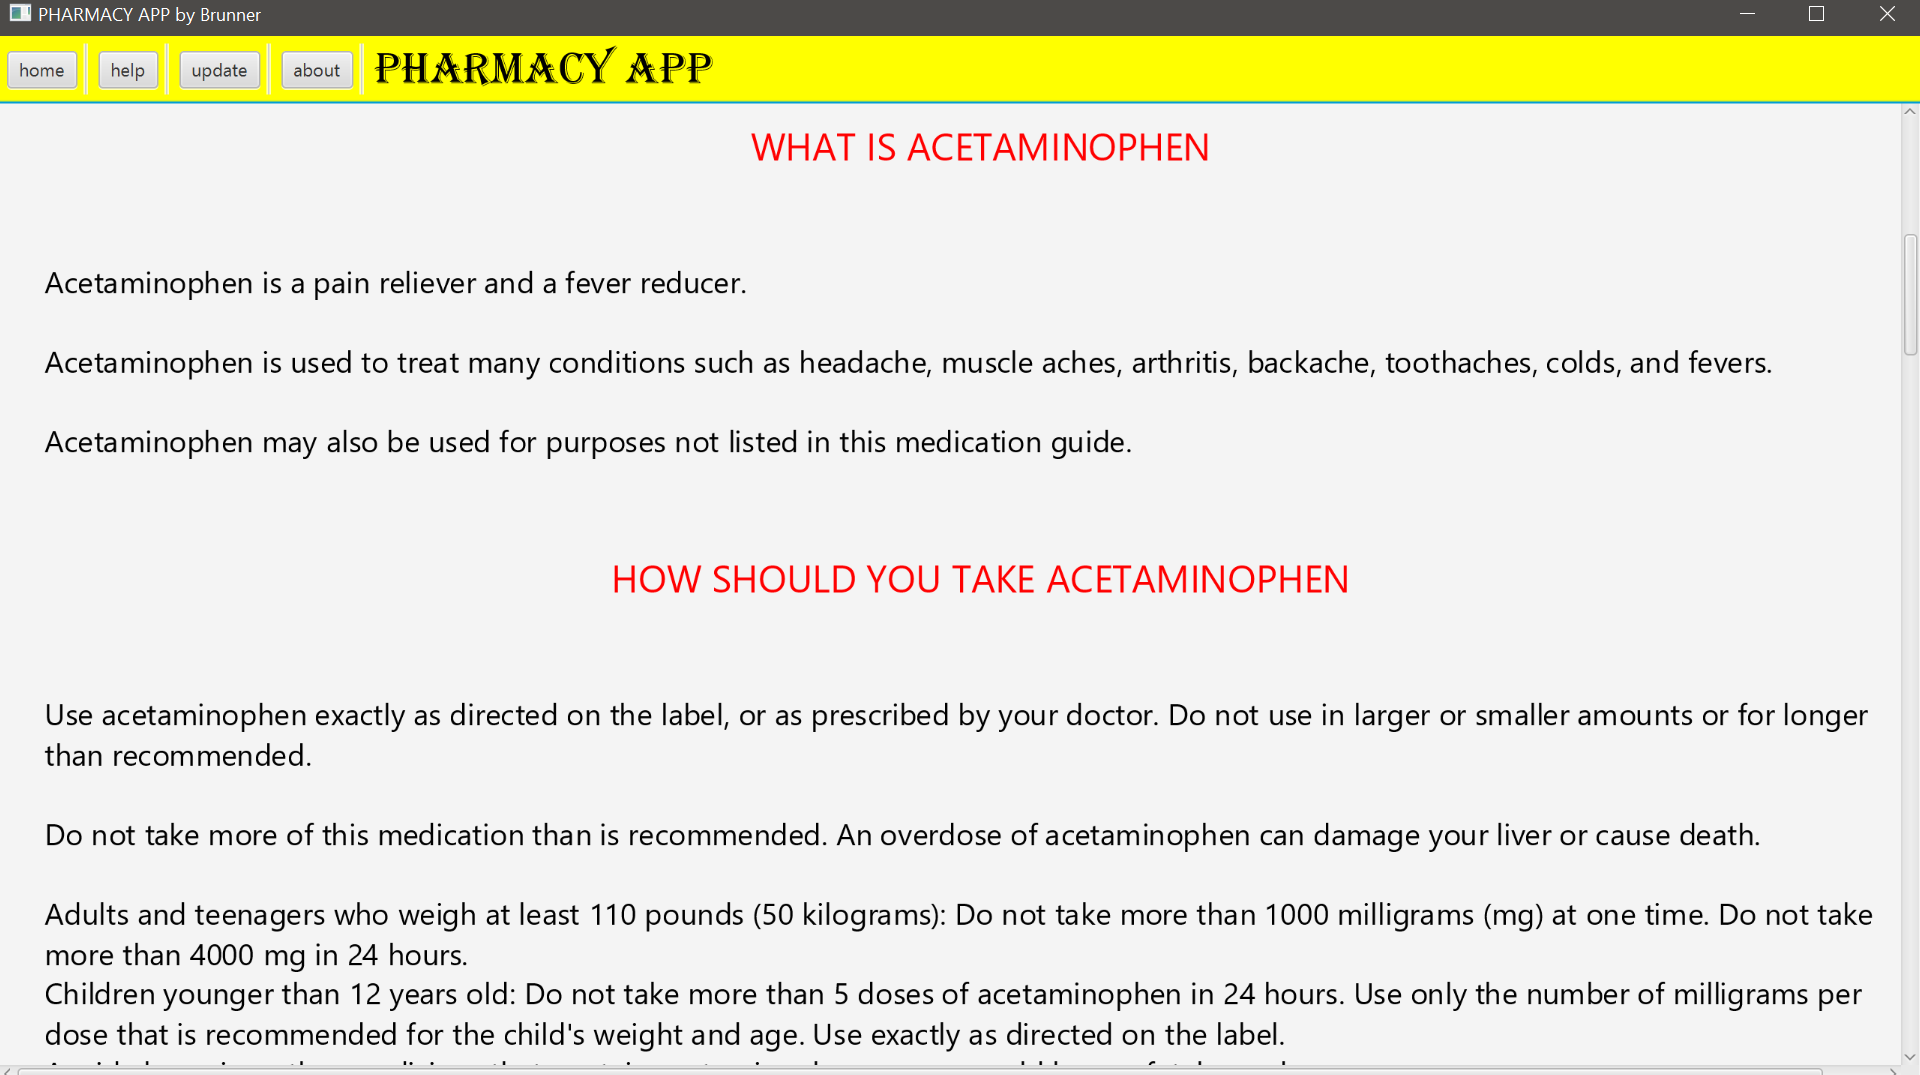 PHARMACY APP by Brunner
home help update about PHARMACY APP
WHAT IS ACETAMINOPHEN
Acetaminophen is a pain reliever and a fever reducer.
Acetaminophen is used to treat many conditions such as headache, muscle aches, arthritis, backache, toothaches, colds, and fevers.
Acetaminophen may also be used for purposes not listed in this medication guide.
HOW SHOULD YOU TAKE ACETAMINOPHEN
Use acetaminophen exactly as directed on the label, or as prescribed by your doctor. Do not use in larger or smaller amounts or for longer
than recommended.
Do not take more of this medication than is recommended. An overdose of acetaminophen can damage your liver or cause death.
Adults and teenagers who weigh at least 110 pounds (50 kilograms): Do not take more than 1000 milligrams (mg) at one time. Do not take
more than 4000 mg in 24 hours.
Children younger than 12 years old: Do not take more than 5 doses of acetaminophen in 24 hours. Use only the number of milligrams per
dose that is recommended for the child's weight and age. Use exactly as directed on the label.